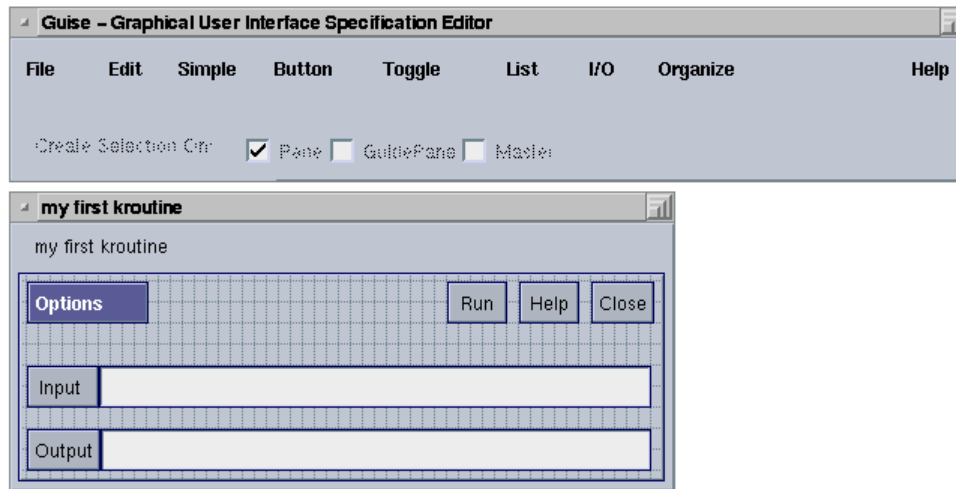 Guise – Graphical User Interface Specification Editor
File Edit Simple Button Toggle List I/O Organize Help
Create Selection On: Pane GuidePane Master
my first kroutine
my first kroutine
Options Run Help Close
Input
Output